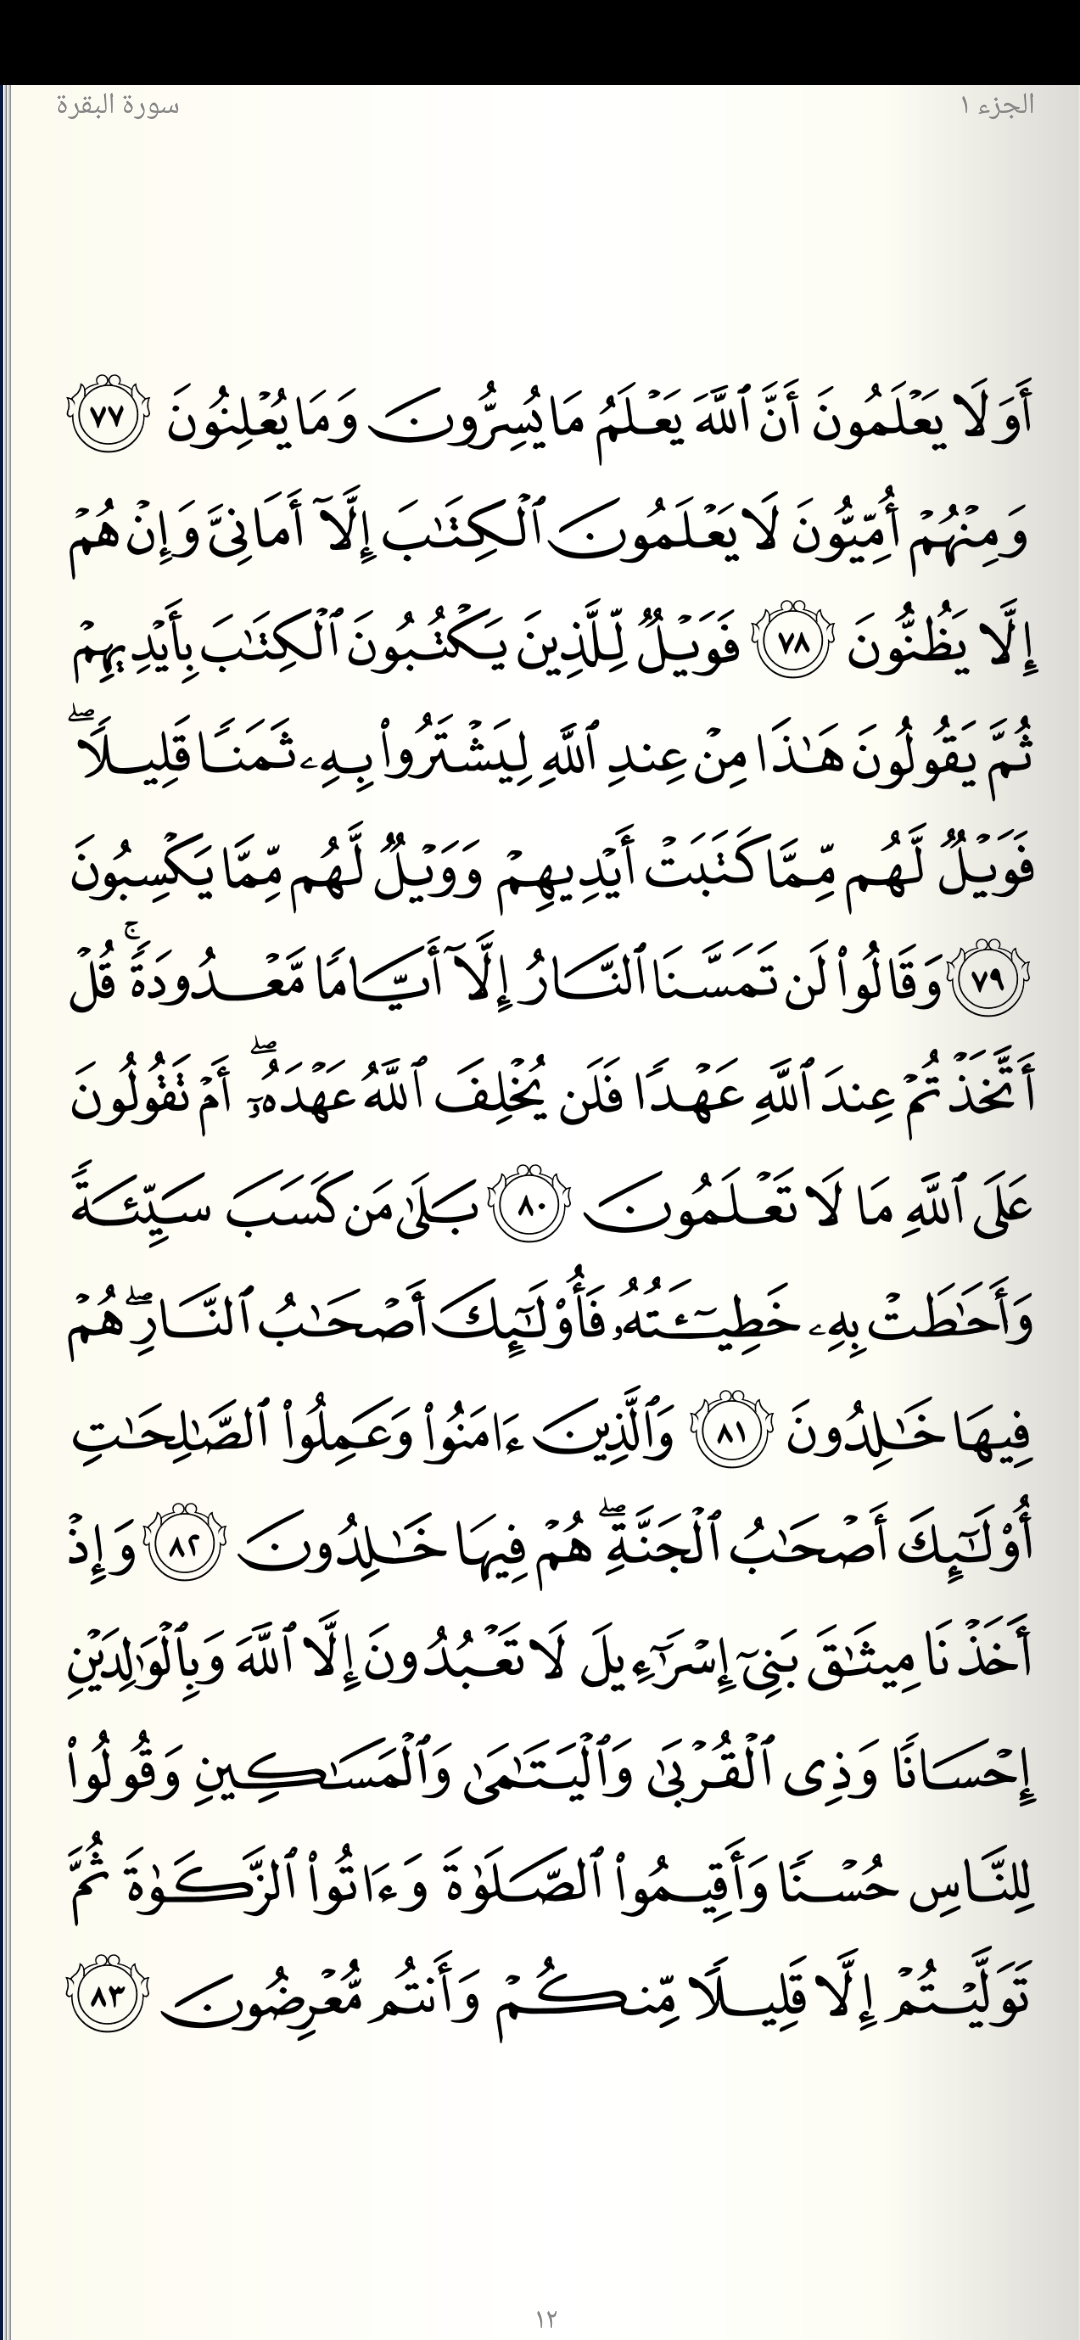 الجزء ١
سورة البقرة
أَوَلَا يَعۡلَمُونَ أَنَّ ٱللَّهَ يَعۡلَمُ مَا يُسِرُّونَ وَمَا يُعۡلِنُونَ ٧٧
وَمِنۡهُمۡ أُمِّيُّونَ لَا يَعۡلَمُونَ ٱلۡكِتَٰبَ إِلَّآ أَمَانِيَّ وَإِنۡ هُمۡ
إِلَّا يَظُنُّونَ ٧٨ فَوَيۡلٞ لِّلَّذِينَ يَكۡتُبُونَ ٱلۡكِتَٰبَ بِأَيۡدِيهِمۡ
ثُمَّ يَقُولُونَ هَٰذَا مِنۡ عِندِ ٱللَّهِ لِيَشۡتَرُواْ بِهِۦ ثَمَنٗا قَلِيلٗاۖ
فَوَيۡلٞ لَّهُم مِّمَّا كَتَبَتۡ أَيۡدِيهِمۡ وَوَيۡلٞ لَّهُم مِّمَّا يَكۡسِبُونَ
٧٩ وَقَالُواْ لَن تَمَسَّنَا ٱلنَّارُ إِلَّآ أَيَّامٗا مَّعۡدُودَةٗۚ قُلۡ
أَتَّخَذۡتُمۡ عِندَ ٱللَّهِ عَهۡدٗا فَلَن يُخۡلِفَ ٱللَّهُ عَهۡدَهُۥٓۖ أَمۡ تَقُولُونَ
عَلَى ٱللَّهِ مَا لَا تَعۡلَمُونَ ٨٠ بَلَىٰ مَن كَسَبَ سَيِّئَةٗ
وَأَحَٰطَتۡ بِهِۦ خَطِيٓـَٔتُهُۥ فَأُوْلَٰٓئِكَ أَصۡحَٰبُ ٱلنَّارِۖ هُمۡ
فِيهَا خَٰلِدُونَ ٨١ وَٱلَّذِينَ ءَامَنُواْ وَعَمِلُواْ ٱلصَّٰلِحَٰتِ
أُوْلَٰٓئِكَ أَصۡحَٰبُ ٱلۡجَنَّةِۖ هُمۡ فِيهَا خَٰلِدُونَ ٨٢ وَإِذۡ
أَخَذۡنَا مِيثَٰقَ بَنِيٓ إِسۡرَٰٓءِيلَ لَا تَعۡبُدُونَ إِلَّا ٱللَّهَ وَبِٱلۡوَٰلِدَيۡنِ
إِحۡسَانٗا وَذِي ٱلۡقُرۡبَىٰ وَٱلۡيَتَٰمَىٰ وَٱلۡمَسَٰكِينِ وَقُولُواْ
لِلنَّاسِ حُسۡنٗا وَأَقِيمُواْ ٱلصَّلَوٰةَ وَءَاتُواْ ٱلزَّكَوٰةَ ثُمَّ
تَوَلَّيۡتُمۡ إِلَّا قَلِيلٗا مِّنكُمۡ وَأَنتُم مُّعۡرِضُونَ ٨٣
١٢